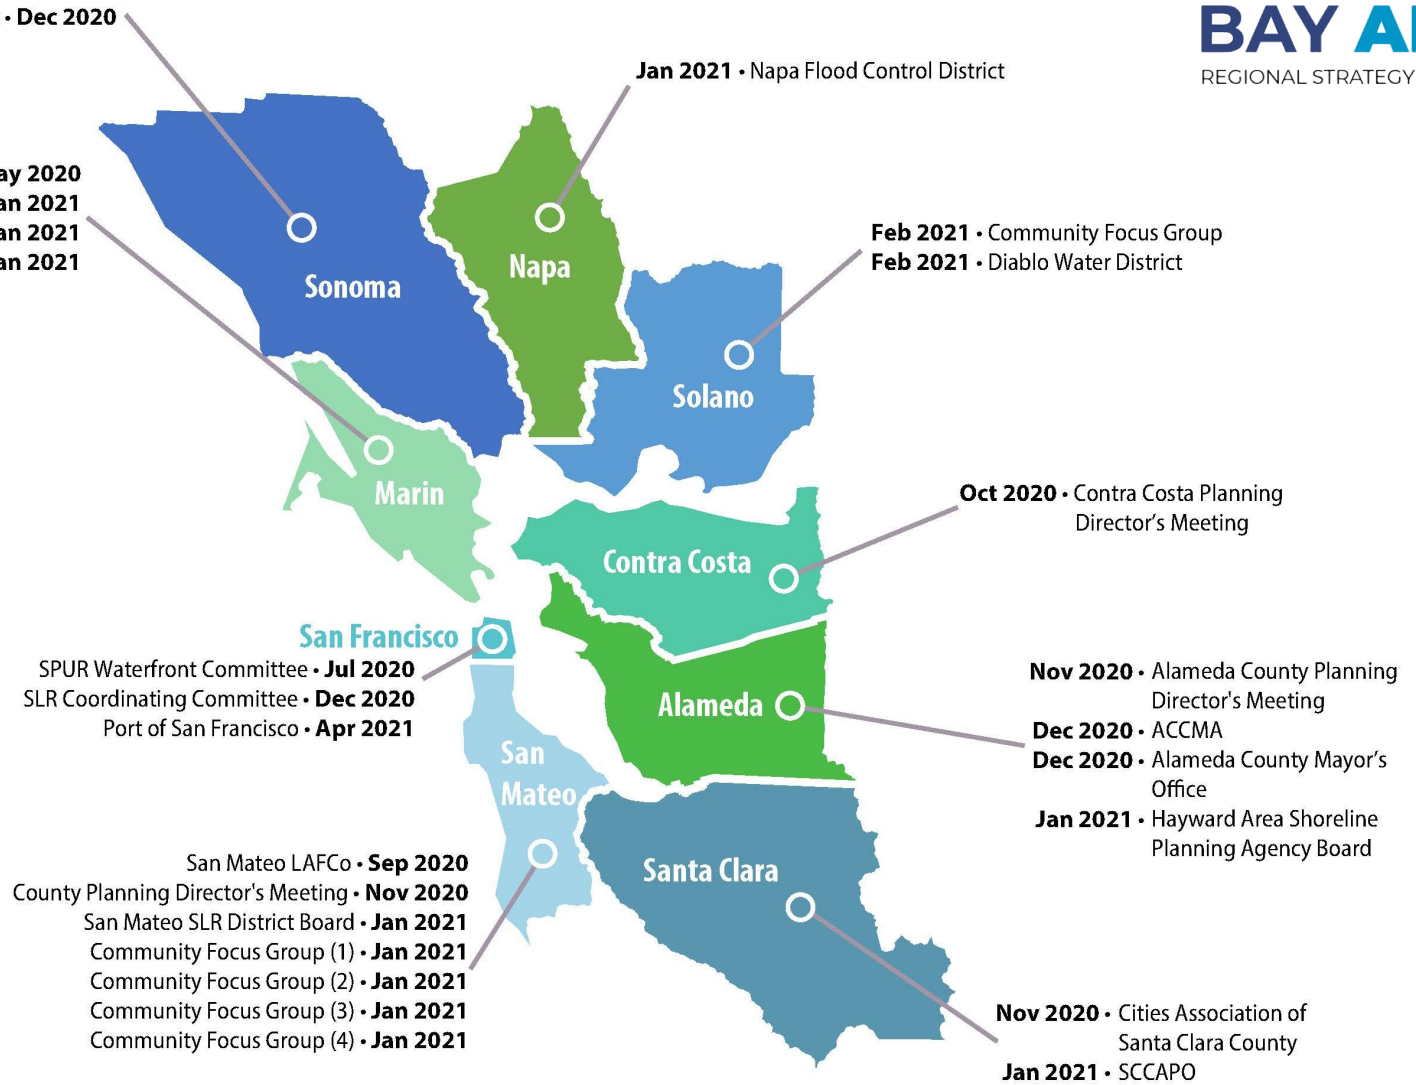 • Dec 2020
BAY
REGIONAL STRATEGY
Jan 2021 • Napa Flood Control District
2020
2021
2021
2021
Feb 2021 • Community Focus Group
Feb 2021 • Diablo Water District
Napa
Sonoma
Solano
Marin
Oct 2020 • Contra Costa Planning
Director's Meeting
Contra Costa
San Francisco
SPUR Waterfront Committee • Jul 2020
SLR Coordinating Committee • Dec 2020
Port of San Francisco • Apr 2021
Alameda
Nov 2020 • Alameda County Planning
Director's Meeting
Dec 2020 • ACCMA
Dec 2020 • Alameda County Mayor's
Office
Jan 2021 • Hayward Area Shoreline
Planning Agency Board
San
Mateo
San Mateo LAFCo • Sep 2020
County Planning Director's Meeting • Nov 2020
San Mateo SLR District Board • Jan 2021
Community Focus Group (1) • Jan 2021
Community Focus Group (2) • Jan 2021
Community Focus Group (3) • Jan 2021
Community Focus Group (4) • Jan 2021
Santa Clara
Nov 2020 • Cities Association of
Santa Clara County
Jan 2021 • SCCAPO